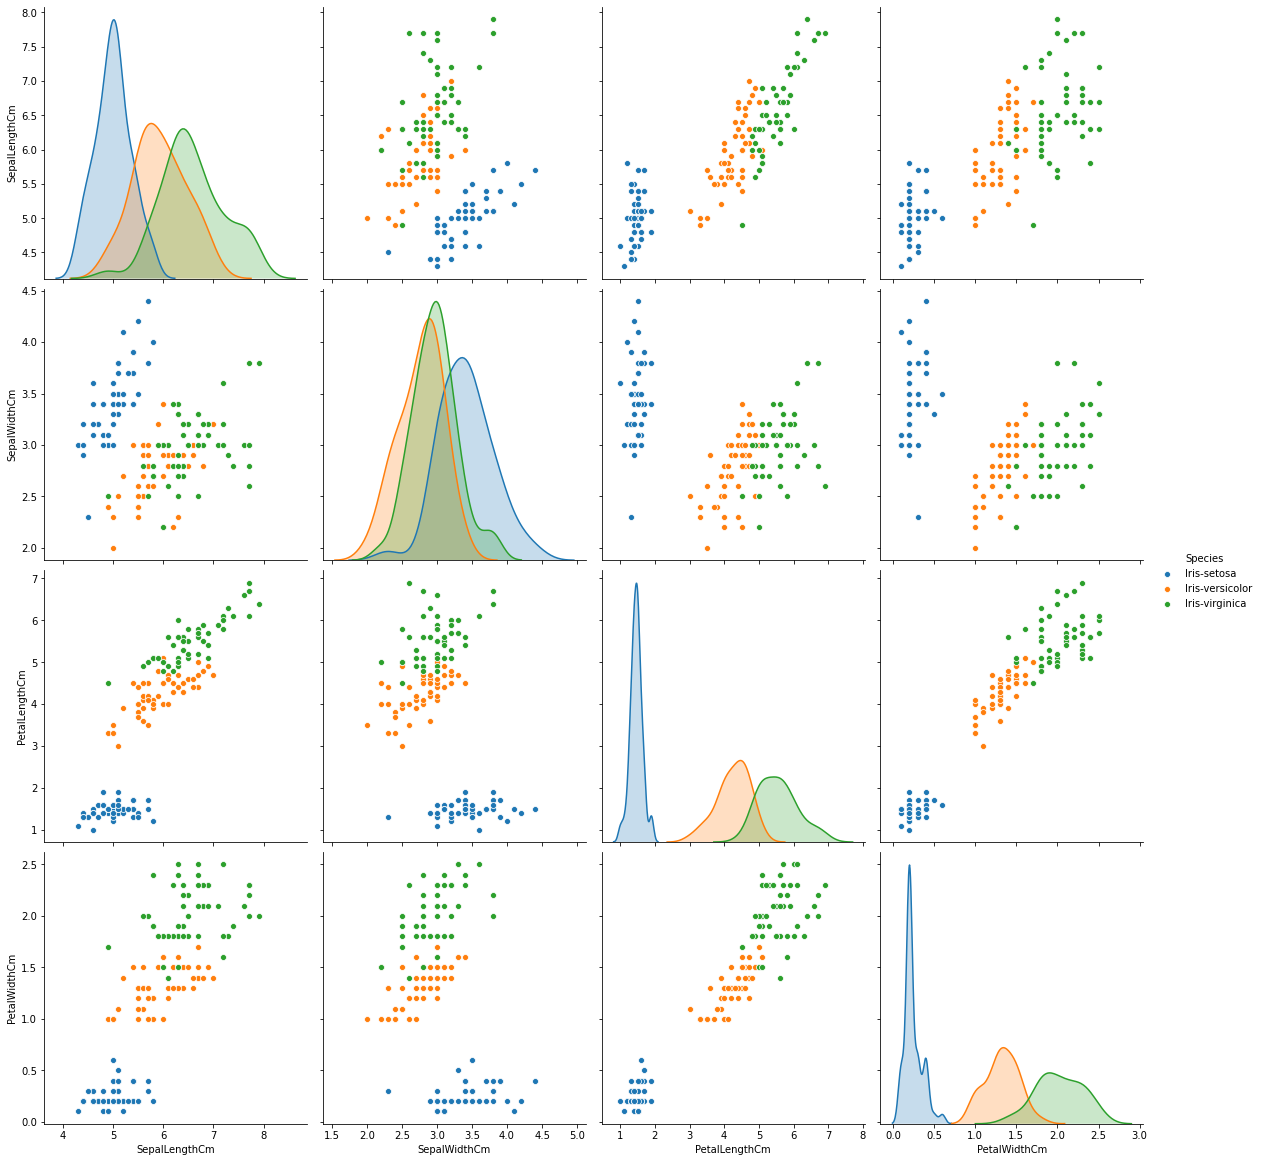 8.0
7.5
7.0
6.5
6.0
5.5
5.0
4.5
SepalLengthCm
4.5
4.0
3.5
3.0
2.5
2.0
SepalWidthCm
Species
Iris-setosa
Iris-versicolor
Iris-virginica
7
6
5
4
3
2
1
PetalLengthCm
2.5
2.0
1.5
1.0
0.5
0.0
PetalWidthCm
4 5 6 7 8
1.5 2.0 2.5 3.0 3.5 4.0 4.5 5.0
1 2 3 4 5 6 7 8
0.0 0.5 1.0 1.5 2.0 2.5 3.0
SepalLengthCm
SepalWidthCm
PetalLengthCm
PetalWidthCm